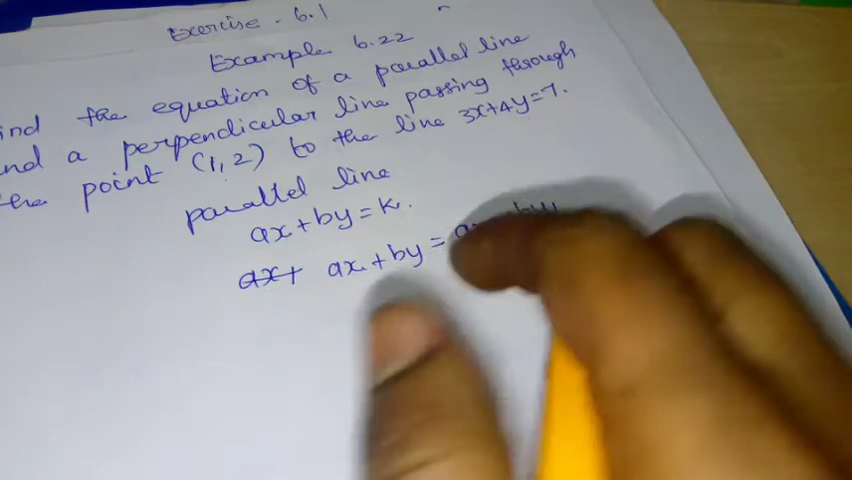 Exercise - 6.1
Example 6.22
ind the equation of a parallel line
nd a perpendicular line passing through
the point (1,2) to the line 3x+4y=7.
parallel line
ax+by=k.
ax+ ax+by=